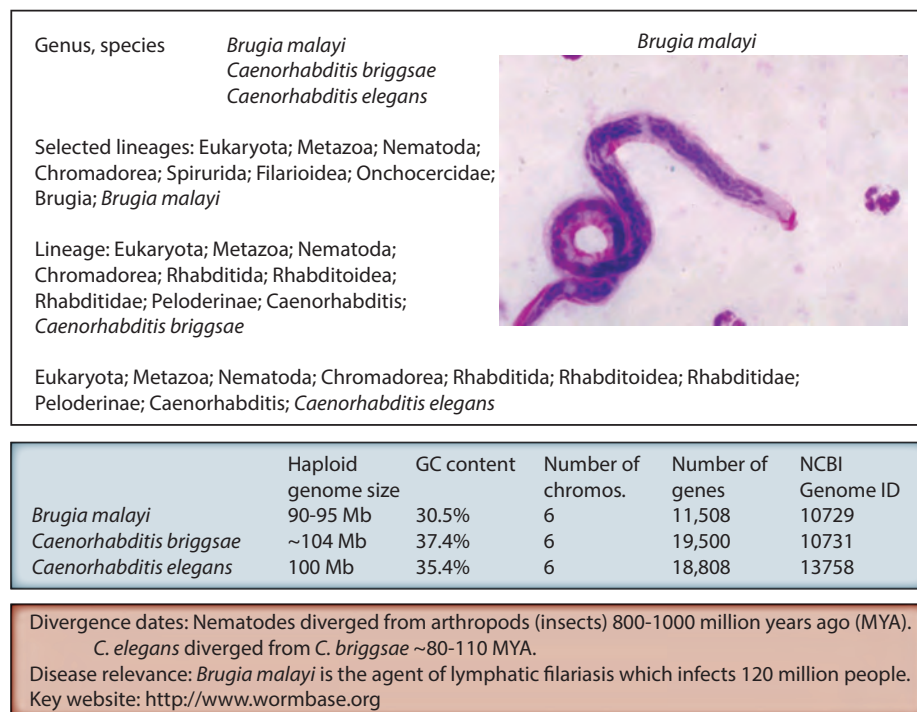 Genus, species Brugia malayi
Caenorhabditis briggsae
Caenorhabditis elegans
Brugia malayi
Selected lineages: Eukaryota; Metazoa; Nematoda;
Chromadorea; Spirurida; Filarioidea; Onchocercidae;
Brugia; Brugia malayi
Lineage: Eukaryota; Metazoa; Nematoda;
Chromadorea; Rhabditida; Rhabditoidea;
Rhabditidae; Peloderinae; Caenorhabditis;
Caenorhabditis briggsae
Eukaryota; Metazoa; Nematoda; Chromadorea; Rhabditida; Rhabditoidea; Rhabditidae;
Peloderinae; Caenorhabditis; Caenorhabditis elegans
Haploid GC content Number of Number of NCBI
genome size chromos. genes Genome ID
Brugia malayi 90-95 Mb 30.5% 6 11,508 10729
Caenorhabditis briggsae ~104 Mb 37.4% 6 19,500 10731
Caenorhabditis elegans 100 Mb 35.4% 6 18,808 13758
Divergence dates: Nematodes diverged from arthropods (insects) 800-1000 million years ago (MYA).
C. elegans diverged from C. briggsae ~80-110 MYA.
Disease relevance: Brugia malayi is the agent of lymphatic filariasis which infects 120 million people.
Key website: http://www.wormbase.org